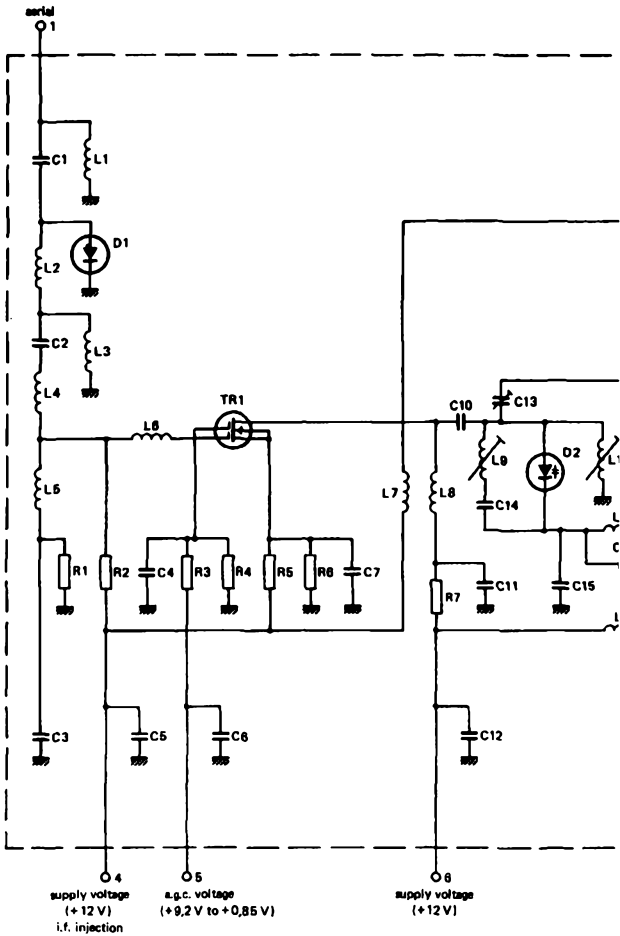 aerial
1
C1
L1
D1
L2
C2
L3
L4
TR1
C10
C13
L6
L9
D2
L1
L5
L7
L8
C14
L
C
R1
R2
C4
R3
R4
R5
R6
C7
C11
C15
R7
L
C3
C5
C6
C12
4
5
6
supply voltage
(+12 V)
i.f. injection
a.g.c. voltage
(+9,2 V to +0,85 V)
supply voltage
(+12 V)